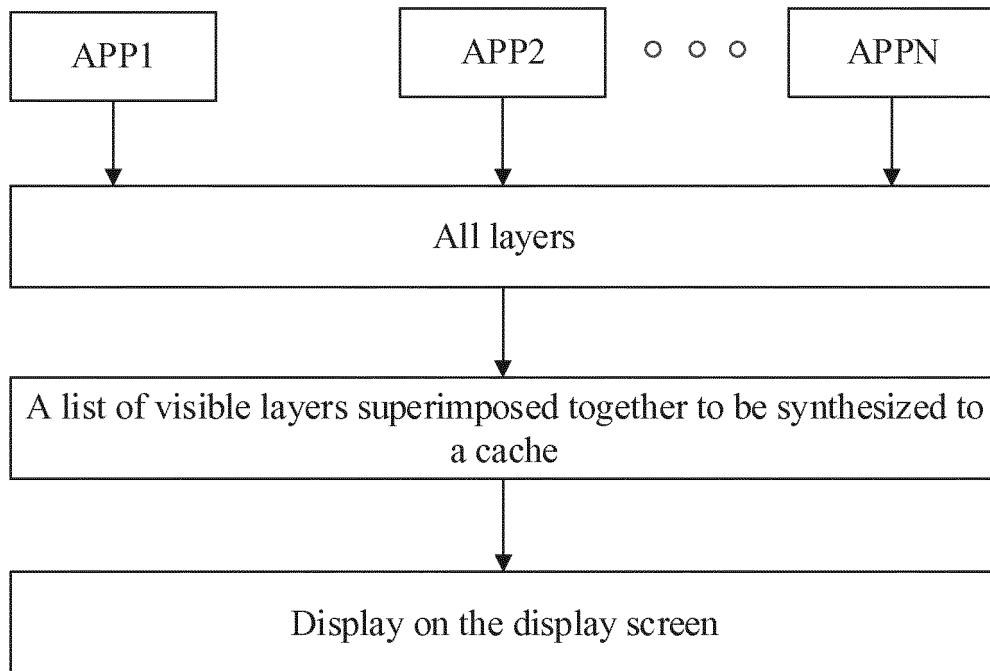 APP1
APP2
APPN
All layers
A list of visible layers superimposed together to be synthesized to
a cache
Display on the display screen